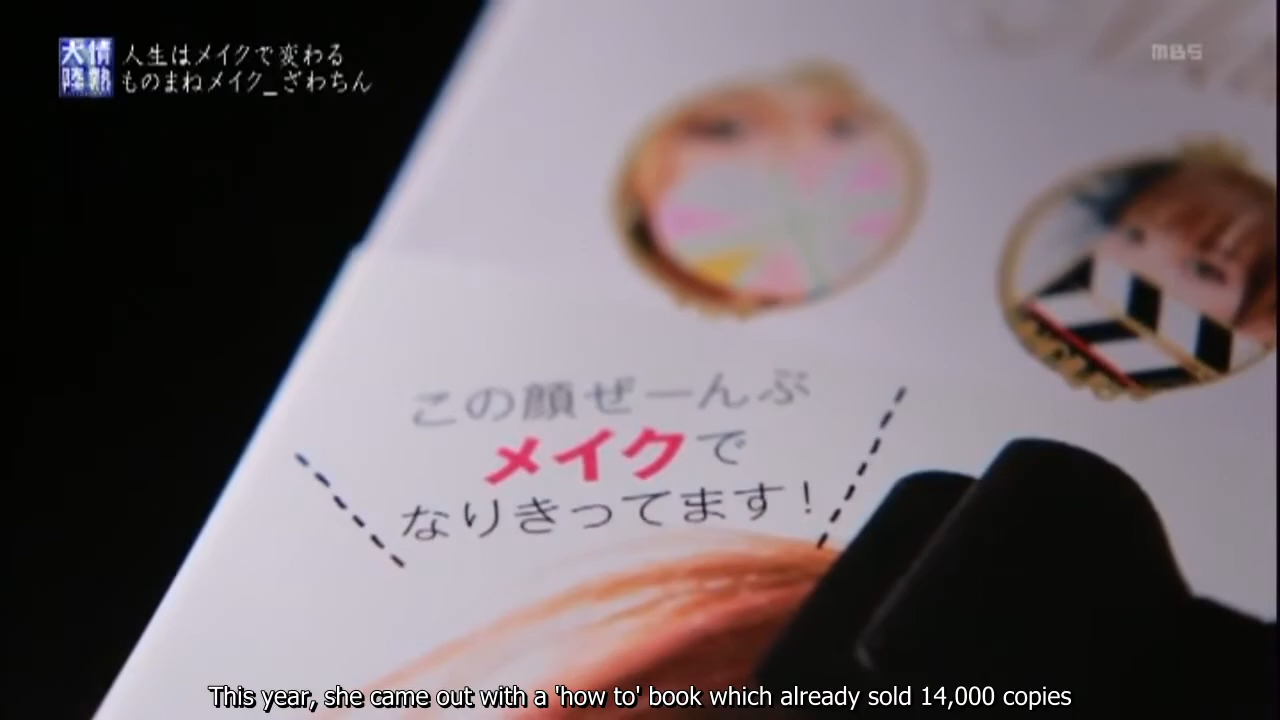 情熱
大陸
人生はメイクで変わる
ものまねメイク_ざわちん
MBS
この顔ぜーんぶ
メイクで
なりきってます！
This year, she came out with a 'how to' book which already sold 14,000 copies